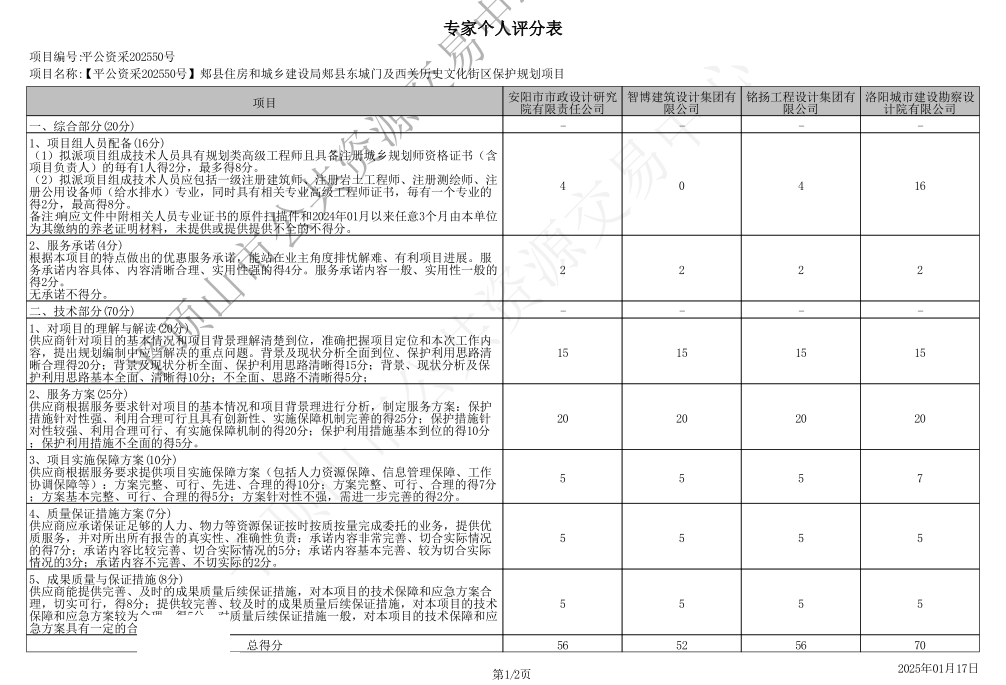 专家个人评分表
项目编号:平公资采202550号
项目名称:【平公资采202550号】郏县住房和城乡建设局郏县东城门及西关历史文化街区保护规划项目
项目 安阳市市政设计研究院有限责任公司 智博建筑设计集团有限公司 铭扬工程设计集团有限公司 洛阳城市建设勘察设计院有限公司
一、综合部分(20分) – – – –
1、项目组人员配备(16分)
（1）拟派项目组成技术人员具有规划类高级工程师且具备注册城乡规划师资格证书（含
项目负责人）的每有1人得2分，最多得8分。
（2）拟派项目组成技术人员应包括一级注册建筑师、注册岩土工程师、注册测绘师、注
册公用设备师（给水排水）专业，同时具有相关专业高级工程师证书，每有一个专业的
得2分，最高得8分。
备注:响应文件中附相关人员专业证书的原件扫描件和2024年01月以来任意3个月由本单位
为其缴纳的养老证明材料，未提供或提供提供不全的不得分。
4 0 4 16
2、服务承诺(4分)
根据本项目的特点做出的优惠服务承诺，能站在业主角度排忧解难、有利项目进展。服
务承诺内容具体、内容清晰合理、实用性强的得4分。服务承诺内容一般、实用性一般的
得2分。
无承诺不得分。
2 2 2 2
二、技术部分(70分) – – – –
1、对项目的理解与解读(20分)
供应商针对项目的基本情况和项目背景理解清楚到位，准确把握项目定位和本次工作内
容，提出规划编制中应当解决的重点问题。背景及现状分析全面到位、保护利用思路清
晰合理得20分；背景及现状分析全面、保护利用思路清晰得15分；背景、现状分析及保
护利用思路基本全面、清晰得10分；不全面、思路不清晰得5分；
15 15 15 15
2、服务方案(25分)
供应商根据服务要求针对项目的基本情况和项目背景理进行分析，制定服务方案：保护
措施针对性强、利用合理可行且具有创新性、实施保障机制完善的得25分；保护措施针
对性较强、利用合理可行、有实施保障机制的得20分；保护利用措施基本到位的得10分
；保护利用措施不全面的得5分。
20 20 20 20
3、项目实施保障方案(10分)
供应商根据服务要求提供项目实施保障方案（包括人力资源保障、信息管理保障、工作
协调保障等）：方案完整、可行、先进、合理的得10分；方案完整、可行、合理的得7分
；方案基本完整、可行、合理的得5分；方案针对性不强，需进一步完善的得2分。
5 5 5 7
4、质量保证措施方案(7分)
供应商应承诺保证足够的人力、物力等资源保证按时按质按量完成委托的业务，提供优
质服务，并对所出所有报告的真实性、准确性负责：承诺内容非常完善、切合实际情况
的得7分；承诺内容比较完善、切合实际情况的5分；承诺内容基本完善、较为切合实际
情况的3分；承诺内容不完善、不切实际的2分。
5 5 5 5
5、成果质量与保证措施(8分)
供应商能提供完善、及时的成果质量后续保证措施，对本项目的技术保障和应急方案合
理，切实可行，得8分；提供较完善、较及时的成果质量后续保证措施，对本项目的技术
保障和应急方案较为合理，得5分，对质量后续保证措施一般，对本项目的技术保障和应
急方案具有一定的合
5 5 5 5
总得分 56 52 56 70
第1/2页
2025年01月17日
平顶山市公共资源交易中心
平顶山市公共资源交易中心